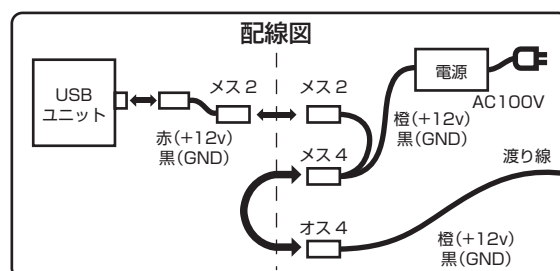 配線図
USB
ユニット
メス2
赤(+12v)
黒(GND)
メス2
メス4
オス4
電源
AC100V
橙(+12v)
黒(GND)
渡り線
橙(+12v)
黒(GND)